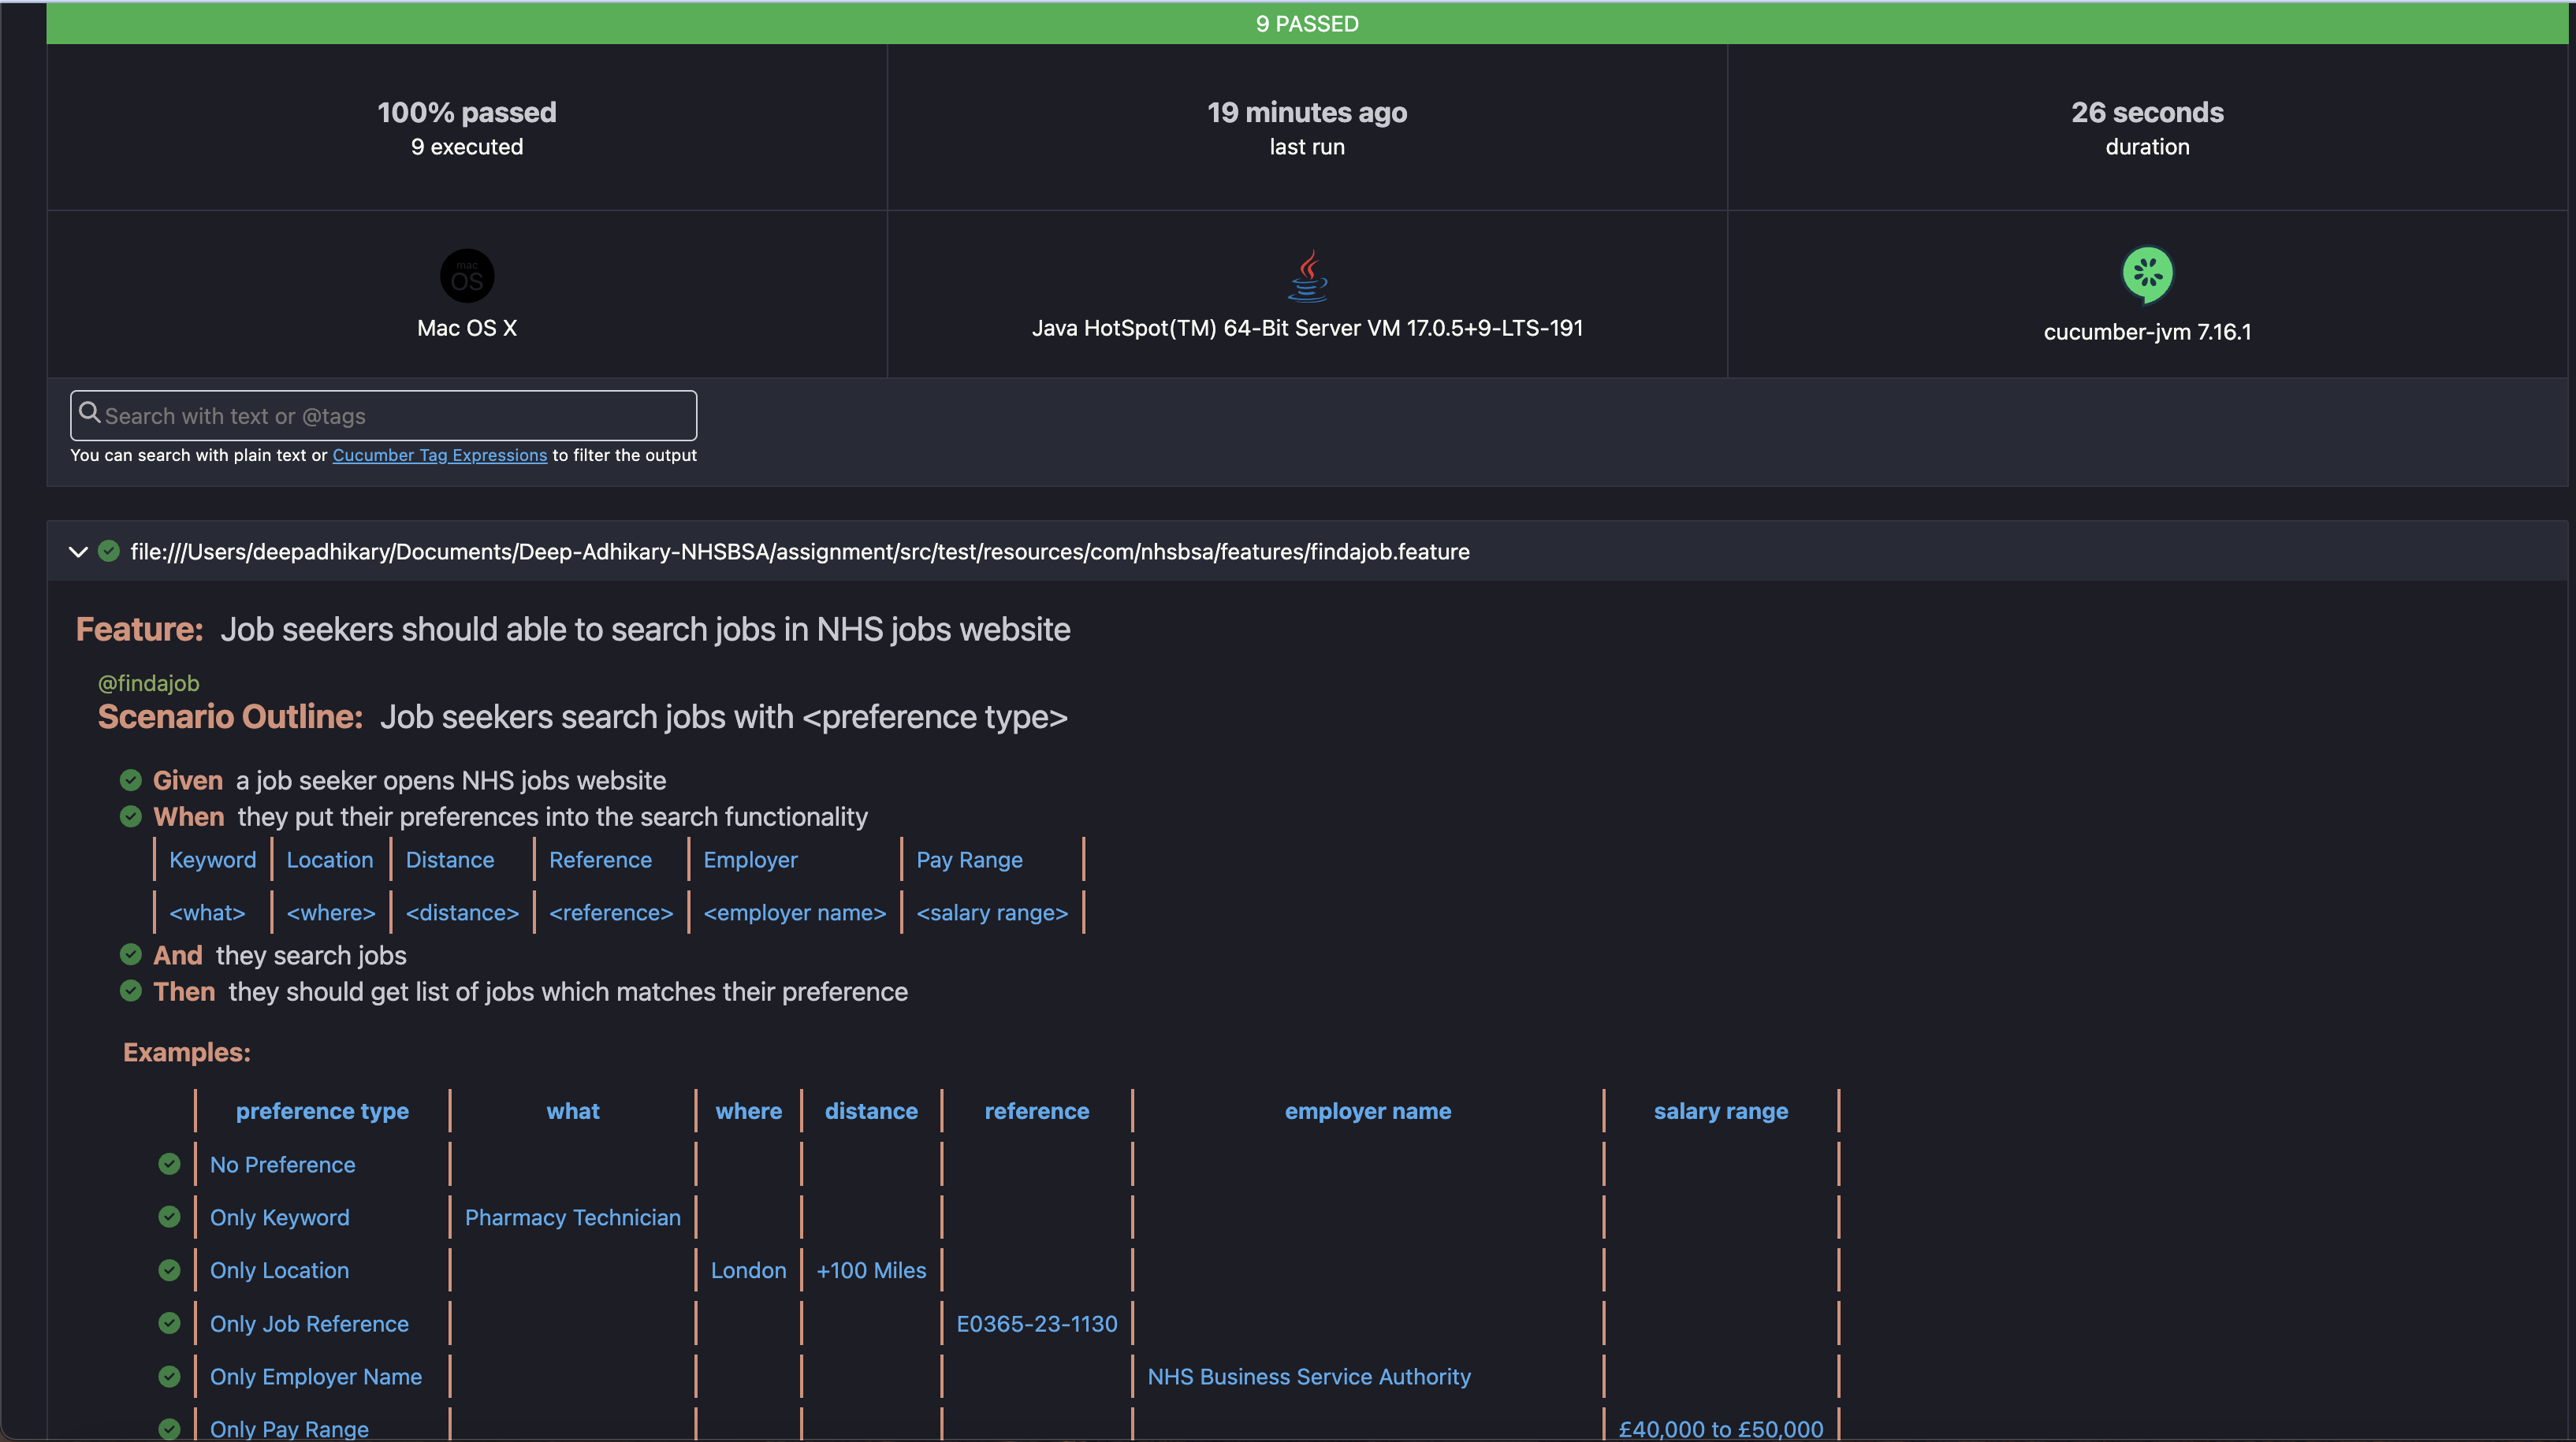 9 PASSED
100% passed
9 executed
19 minutes ago
last run
26 seconds
duration
mac
OS
Mac OS X
Java HotSpot(TM) 64-Bit Server VM 17.0.5+9-LTS-191
cucumber-jvm 7.16.1
Search with text or @tags
You can search with plain text or Cucumber Tag Expressions to filter the output
file:///Users/deepadhikary/Documents/Deep-Adhikary-NHSBSA/assignment/src/test/resources/com/nhsbsa/features/findajob.feature
Feature: Job seekers should able to search jobs in NHS jobs website
@findajob
Scenario Outline: Job seekers search jobs with <preference type>
Given a job seeker opens NHS jobs website
When they put their preferences into the search functionality
Keyword Location Distance Reference Employer Pay Range
<what> <where> <distance> <reference> <employer name> <salary range>
And they search jobs
Then they should get list of jobs which matches their preference
Examples:
preference type what where distance reference employer name salary range
No Preference
Only Keyword Pharmacy Technician
Only Location London +100 Miles
Only Job Reference E0365-23-1130
Only Employer Name NHS Business Service Authority
Only Pay Range £40,000 to £50,000